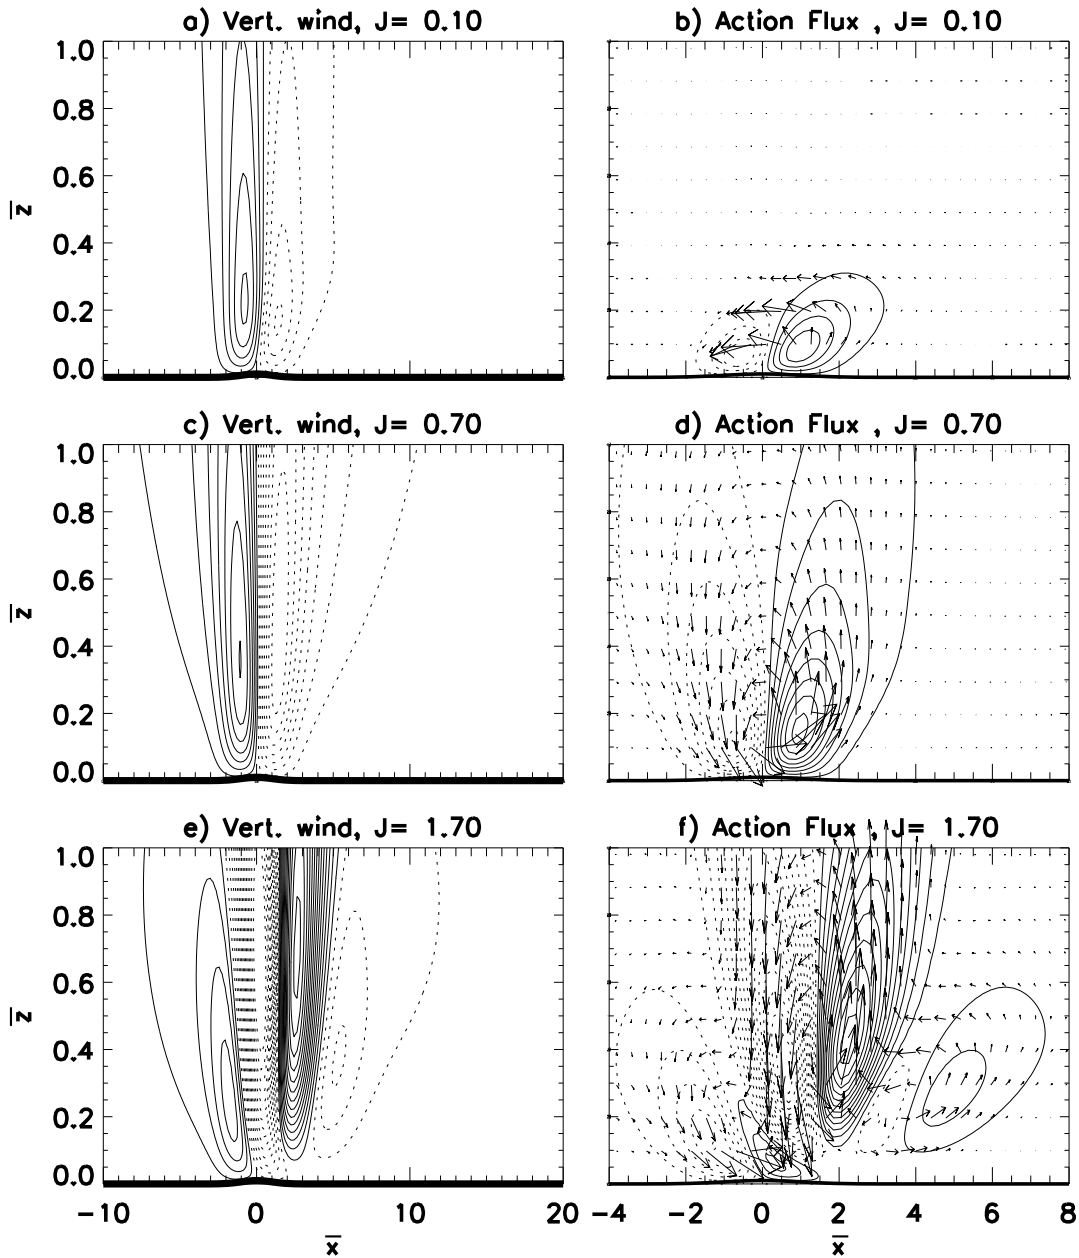 a) Vert. wind, J= 0.10
b) Action Flux , J= 0.10
1.0
0.8
0.6
z̅
0.4
0.2
0.0
c) Vert. wind, J= 0.70
d) Action Flux , J= 0.70
1.0
0.8
0.6
z̅
0.4
0.2
0.0
e) Vert. wind, J= 1.70
f) Action Flux , J= 1.70
1.0
0.8
0.6
z̅
0.4
0.2
0.0
-10 0 10 20
-4 -2 0 2 4 6 8
x̅
x̅